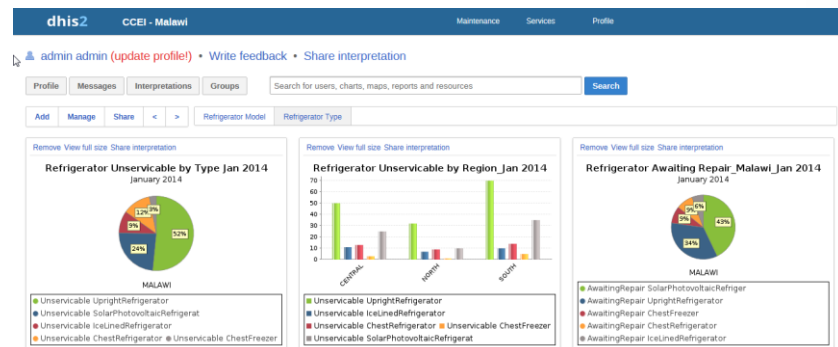 dhis2 CCEI - Malawi Maintenance Services Profile
admin admin (update profile!) • Write feedback • Share interpretation
Profile Messages Interpretations Groups Search for users, charts, maps, reports and resources Search
Add Manage Share < > Refrigerator Model Refrigerator Type
Remove View full size Share interpretation
Refrigerator Unservicable by Type Jan 2014
January 2014
12% 3%
9%
52%
24%
MALAWI
Unservicable UprightRefrigerator
Unservicable SolarPhotovoltaicRefrigerat
Unservicable IceLinedRefrigerator
Unservicable ChestRefrigerator Unservicable ChestFreezer
Remove View full size Share interpretation
Refrigerator Unservicable by Region_Jan 2014
70
60
50
40
30
20
10
0
CENTRAL NORTH SOUTH
Unservicable UprightRefrigerator
Unservicable IceLinedRefrigerator
Unservicable ChestRefrigerator Unservicable ChestFreezer
Unservicable SolarPhotovoltaicRefrigerat
Remove View full size Share interpretation
Refrigerator Awaiting Repair_Malawi_Jan 2014
January 2014
9% 6%
9%
43%
34%
MALAWI
AwaitingRepair SolarPhotovoltaicRefriger
AwaitingRepair UprightRefrigerator
AwaitingRepair ChestFreezer
AwaitingRepair ChestRefrigerator
AwaitingRepair IceLinedRefrigerator